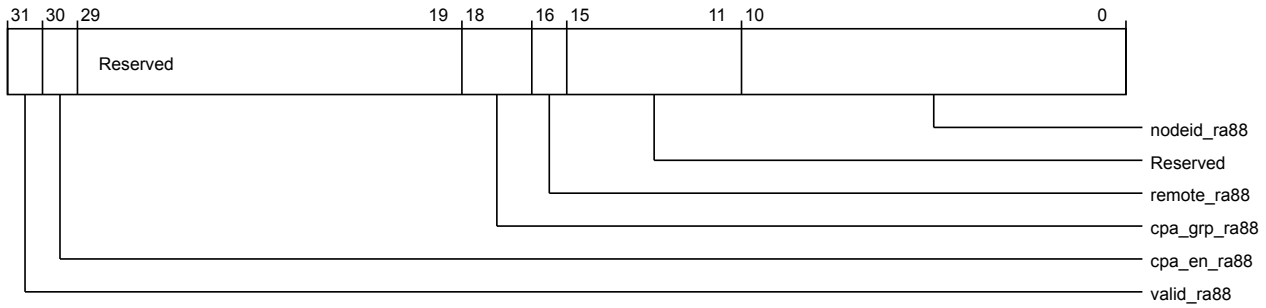 31 30 29 19 18 16 15 11 10 0
Reserved
nodeid_ra88
Reserved
remote_ra88
cpa_grp_ra88
cpa_en_ra88
valid_ra88